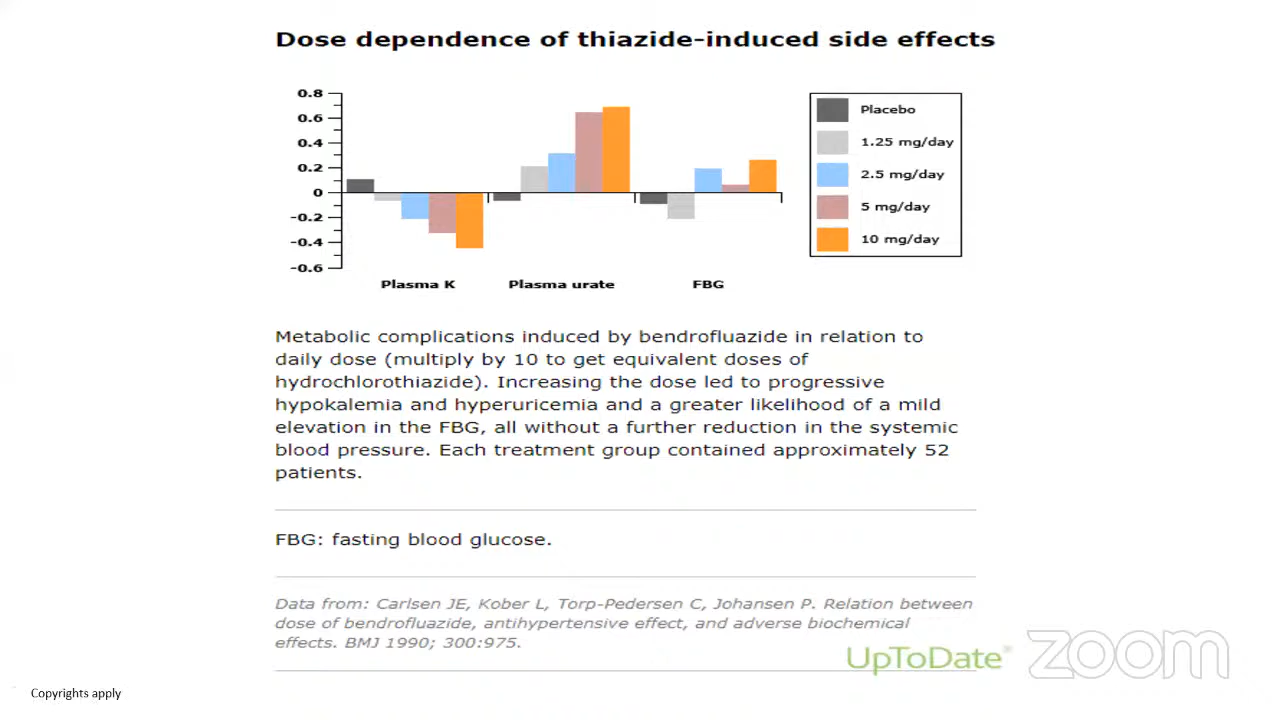 Dose dependence of thiazide-induced side effects
0.8
0.6
0.4
0.2
0
-0.2
-0.4
-0.6
Plasma K
Plasma urate
FBG
Placebo
1.25 mg/day
2.5 mg/day
5 mg/day
10 mg/day
Metabolic complications induced by bendrofluazide in relation to
daily dose (multiply by 10 to get equivalent doses of
hydrochlorothiazide). Increasing the dose led to progressive
hypokalemia and hyperuricemia and a greater likelihood of a mild
elevation in the FBG, all without a further reduction in the systemic
blood pressure. Each treatment group contained approximately 52
patients.
FBG: fasting blood glucose.
Data from: Carlsen JE, Kober L, Torp-Pedersen C, Johansen P. Relation between
dose of bendrofluazide, antihypertensive effect, and adverse biochemical
effects. BMJ 1990; 300:975.
UpToDate®
zoom
Copyrights apply